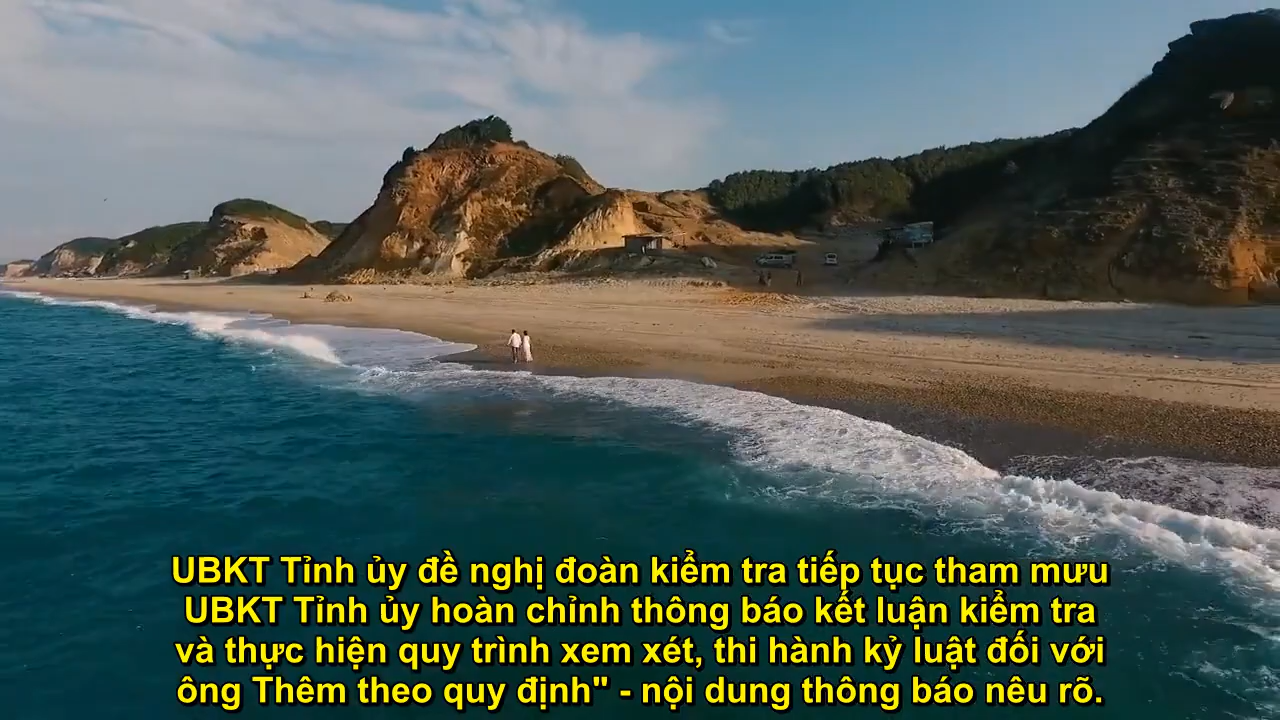 UBKT Tỉnh ủy đề nghị đoàn kiểm tra tiếp tục tham mưu
UBKT Tỉnh ủy hoàn chỉnh thông báo kết luận kiểm tra
và thực hiện quy trình xem xét, thi hành kỷ luật đối với
ông Thêm theo quy định" - nội dung thông báo nêu rõ.